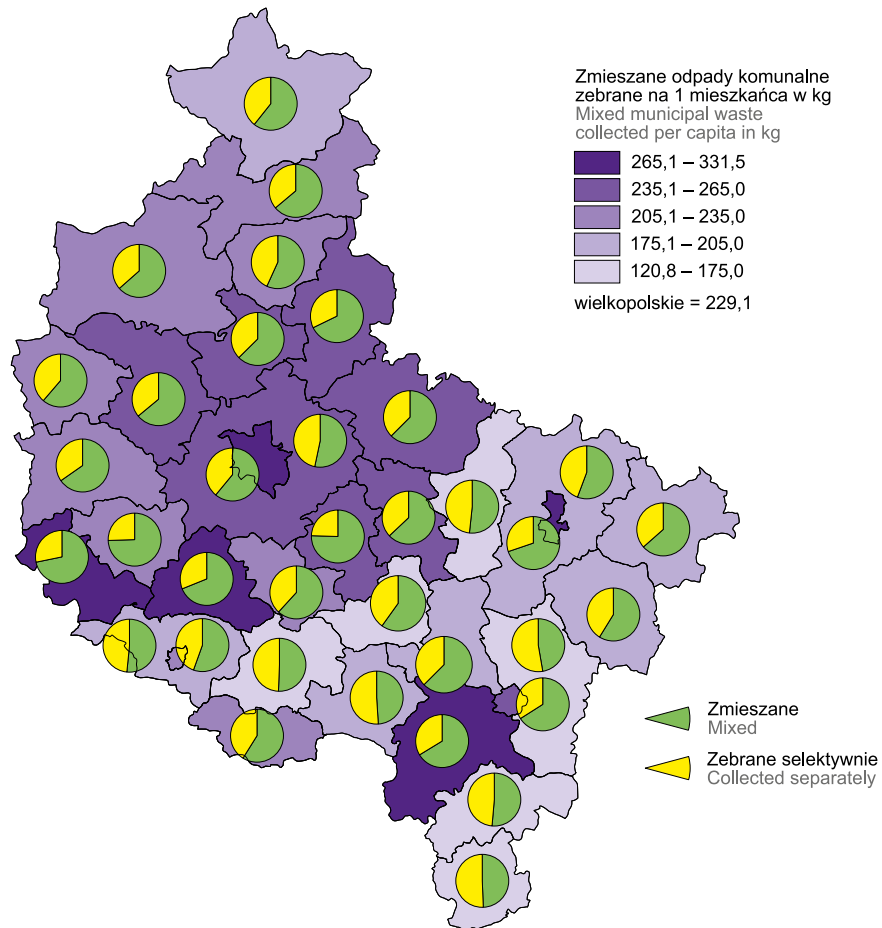 Zmieszane odpady komunalne
zebrane na 1 mieszkańca w kg
Mixed municipal waste
collected per capita in kg
265,1 – 331,5
235,1 – 265,0
205,1 – 235,0
175,1 – 205,0
120,8 – 175,0
wielkopolskie = 229,1
Zmieszane
Mixed
Zebrane selektywnie
Collected separately